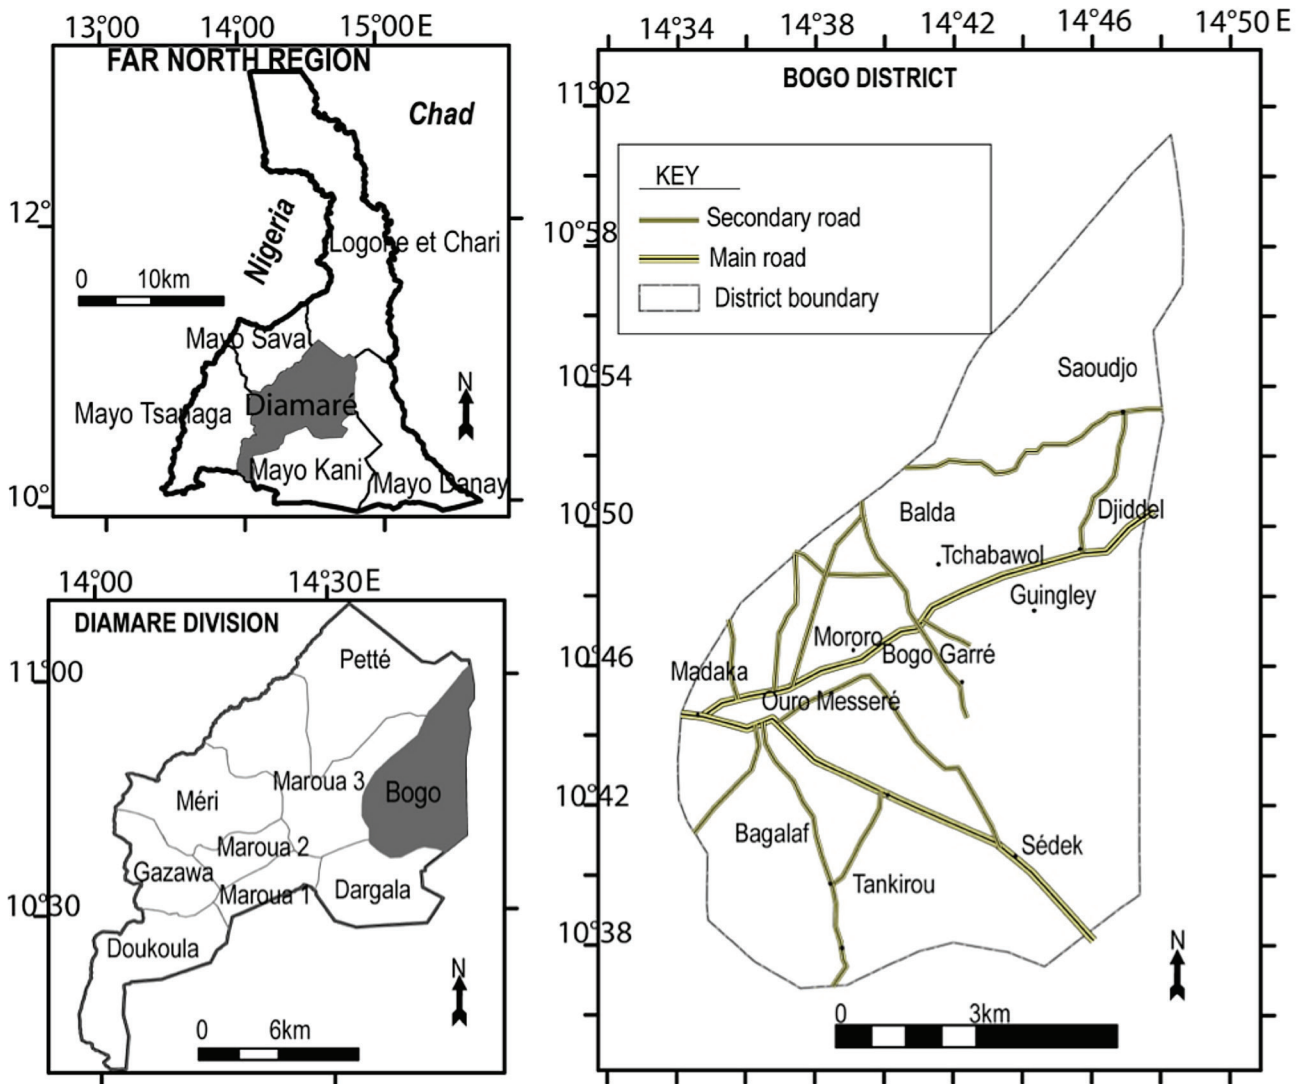 13°00 14°00 15°00 E
FAR NORTH REGION
Chad
12°
Nigeria
Logone et Chari
0 10km
Mayo Sava
N
Mayo Tsanaga
Diamaré
Mayo Kani
Mayo Danay
10°
14°00 14°30 E
DIAMARE DIVISION
Petté
11°00
Maroua 3
Méri
Bogo
Maroua 2
Gazawa
Maroua 1
Dargala
10°30
Doukoula
N
0 6km
14°34 14°38 14°42 14°46 14°50 E
BOGO DISTRICT
11°02
KEY
Secondary road
10°58
Main road
District boundary
Saoudjo
10°54
Balda
Djiddel
10°50
Tchabawol
Guingley
Mororo
Bogo Garré
10°46
Madaka
Ouro Messeré
10°42
Bagalaf
Sédek
Tankirou
10°38
N
0 3km